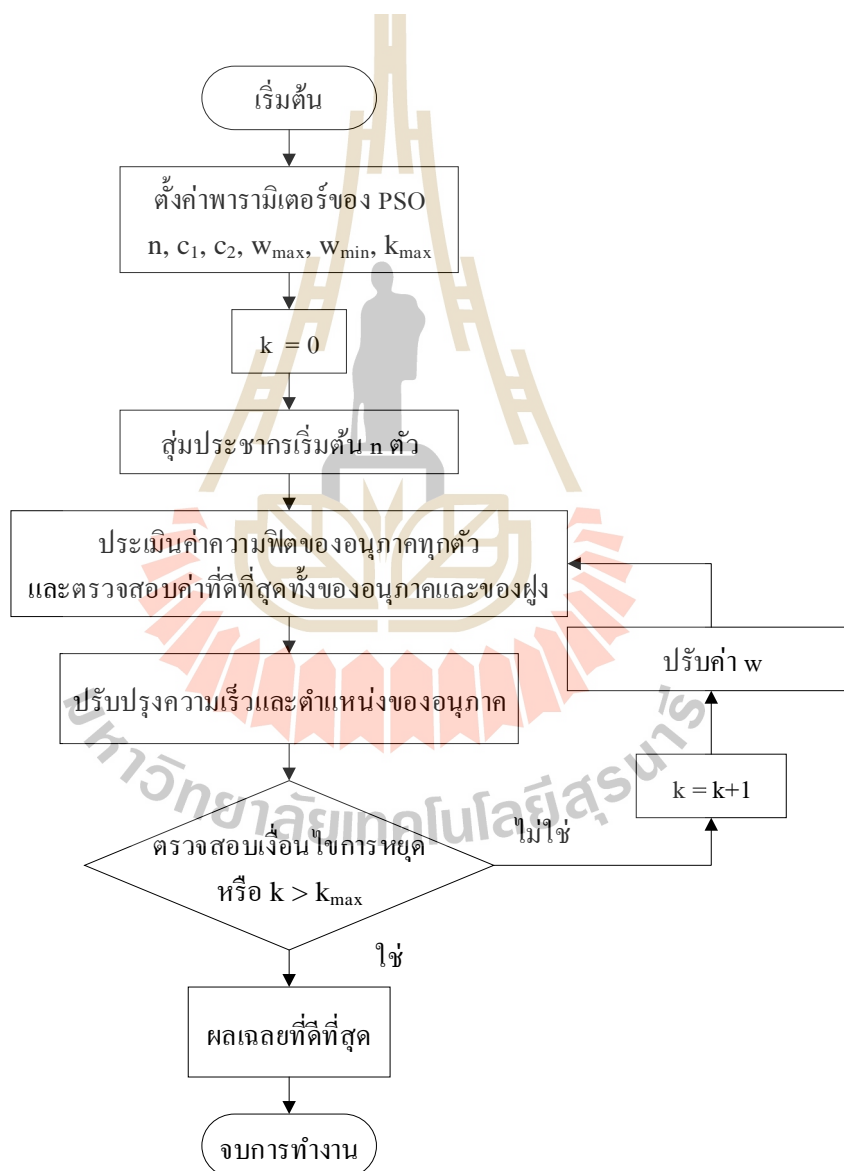 เริ่มต้น
ตั้งค่าพารามิเตอร์ของ PSO
n, c₁, c₂, wₘₐₓ, wₘᵢₙ, kₘₐₓ
k = 0
สุ่มประชากรเริ่มต้น n ตัว
ประเมินค่าความฟิตของอนุภาคทุกตัว
และตรวจสอบค่าที่ดีที่สุดทั้งของอนุภาคและของฝูง
ปรับปรุงความเร็วและตำแหน่งของอนุภาค
ตรวจสอบเงื่อนไขการหยุด
หรือ k > kₘₐₓ
ไม่ใช่
k = k+1
ปรับค่า w
ใช่
ผลเฉลยที่ดีที่สุด
จบการทำงาน
มหาวิทยาลัยเทคโนโลยีสุรนารี